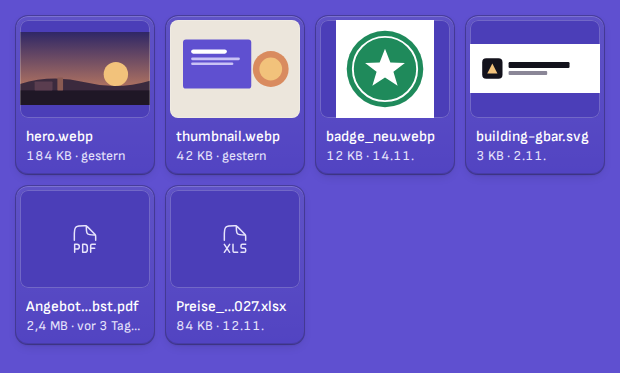 hero.webp
184 KB · gestern
thumbnail.webp
42 KB · gestern
badge_neu.webp
12 KB · 14.11.
building-gbar.svg
3 KB · 2.11.
PDF
Angebot...bst.pdf
2,4 MB · vor 3 Tag...
XLS
Preise_...027.xlsx
84 KB · 12.11.